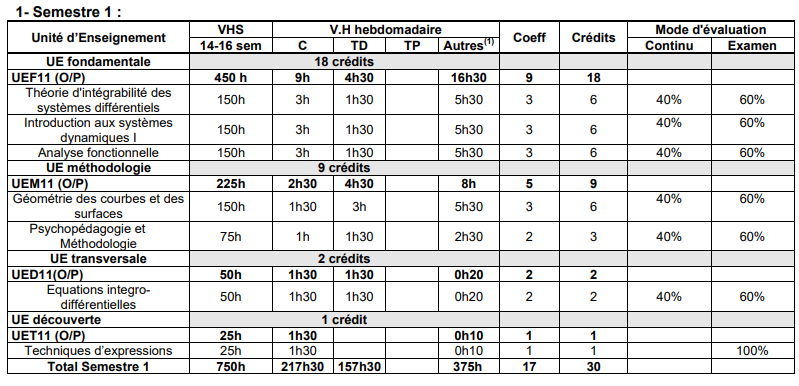 1- Semestre 1 :
Unité d'Enseignement VHS V.H hebdomadaire Coeff Crédits Mode d'évaluation
14-16 sem C TD TP Autres(1) Continu Examen
UE fondamentale 18 crédits
UEF11 (O/P) 450 h 9h 4h30 16h30 9 18
Théorie d'intégrabilité des
systèmes différentiels 150h 3h 1h30 5h30 3 6 40% 60%
Introduction aux systèmes
dynamiques I 150h 3h 1h30 5h30 3 6 40% 60%
Analyse fonctionnelle 150h 3h 1h30 5h30 3 6 40% 60%
UE méthodologie 9 crédits
UEM11 (O/P) 225h 2h30 4h30 8h 5 9
Géométrie des courbes et des
surfaces 150h 1h30 3h 5h30 3 6 40% 60%
Psychopédagogie et
Méthodologie 75h 1h 1h30 2h30 2 3 40% 60%
UE transversale 2 crédits
UED11(O/P) 50h 1h30 1h30 0h20 2 2
Equations integro-
différentielles 50h 1h30 1h30 0h20 2 2 40% 60%
UE découverte 1 crédit
UET11 (O/P) 25h 1h30 0h10 1 1
Techniques d'expressions 25h 1h30 0h10 1 1 100%
Total Semestre 1 750h 217h30 157h30 375h 17 30